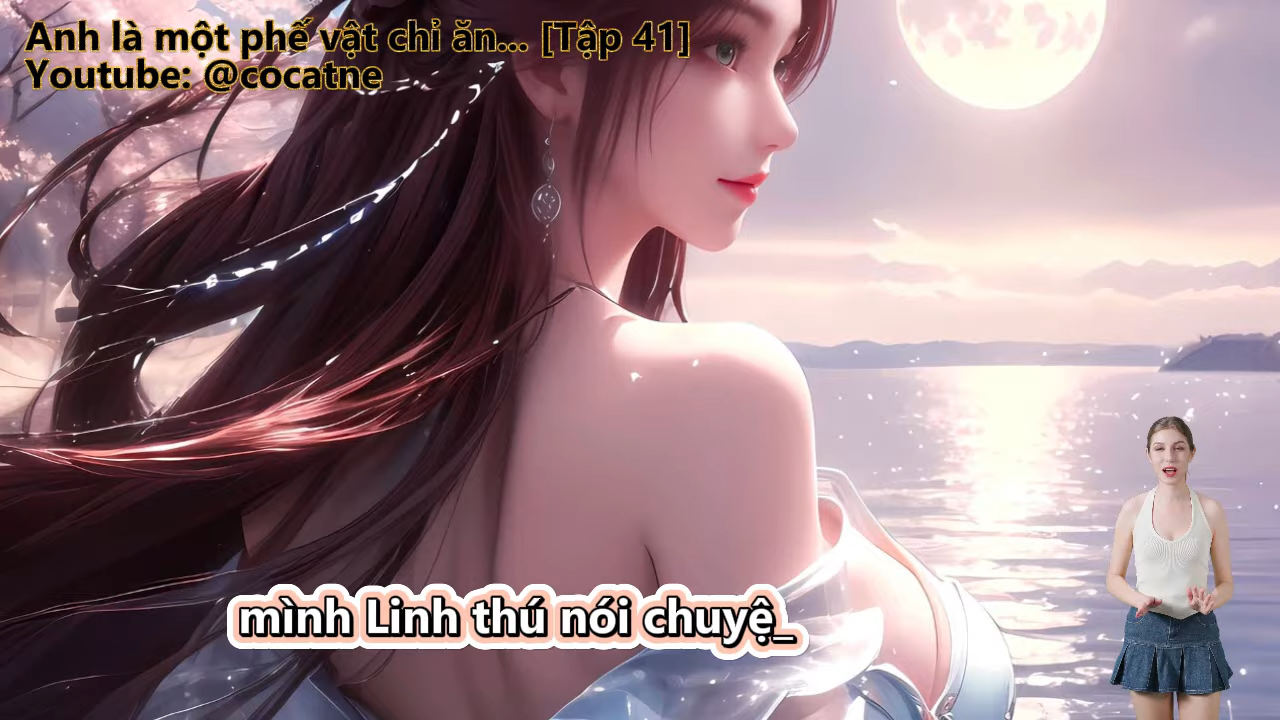 Anh là một phế vật chỉ ăn... [Tập 41]
Youtube: @cocatne
mình Linh thú nói chuyệ_